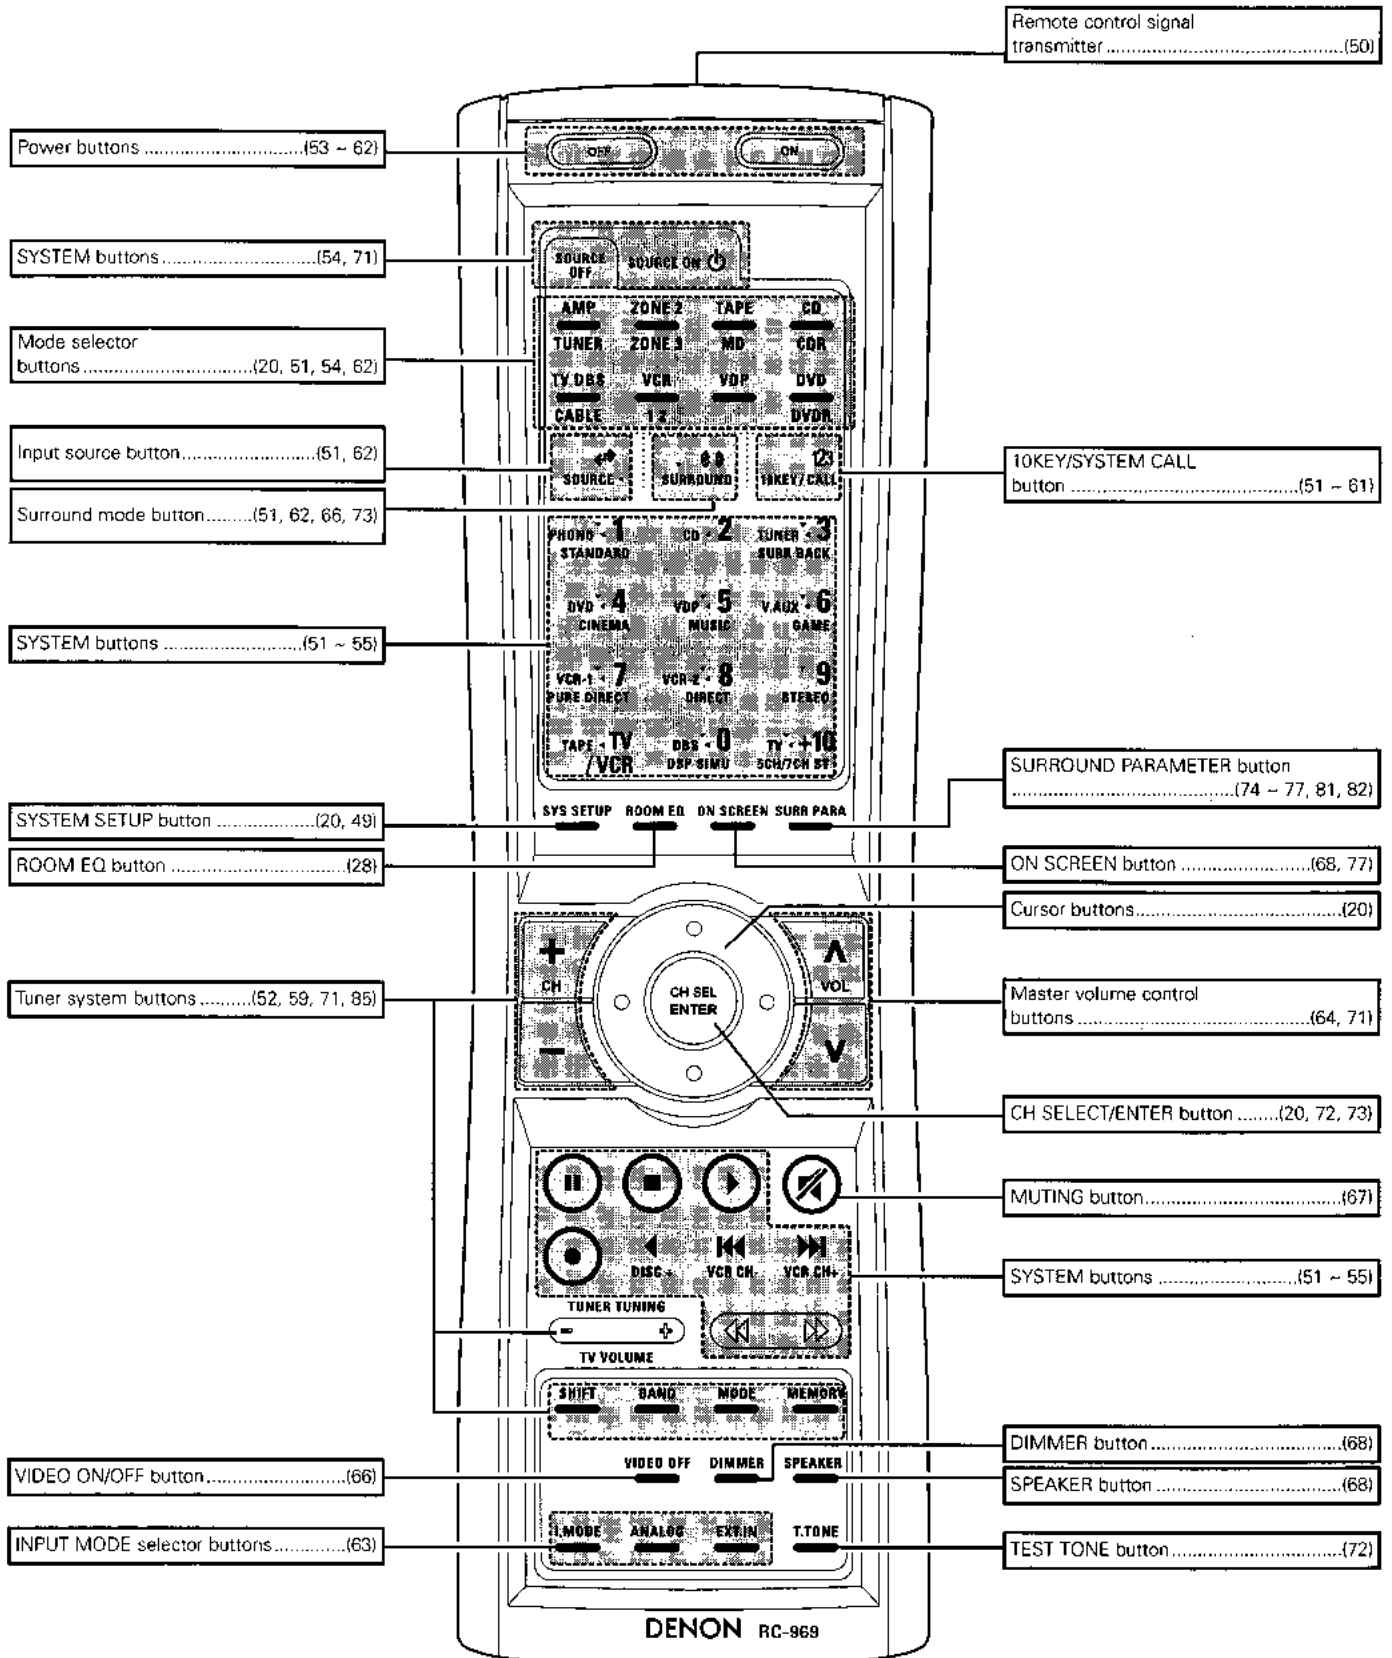 Remote control signal
transmitter ..........(50)
Power buttons ..........(53 ~ 62)
OFF ON
SYSTEM buttons ..........(54, 71)
SOURCE OFF SOURCE ON
Mode selector
buttons ..........(20, 51, 54, 62)
AMP ZONE 2 TAPE CD
TUNER ZONE 3 MD CDR
TV DBS VCR VDP DVD
CABLE 1 2 DVDR
Input source button ..........(51, 62)
Surround mode button ..........(51, 62, 66, 73)
123
SOURCE SURROUND 10KEY/CALL
10KEY/SYSTEM CALL
button ..........(51 ~ 61)
PHONO 1 CD 2 TUNER 3
STANDARD SURR BACK
DVD 4 VDP 5 V.AUX 6
CINEMA MUSIC GAME
SYSTEM buttons ..........(51 ~ 55)
VCR-1 7 VCR-2 8 9
PURE DIRECT DIRECT STEREO
TAPE TV DBS 0 TV +10
/VCR DSP SIMU 5CH/7CH ST
SURROUND PARAMETER button
..........(74 ~ 77, 81, 82)
SYS SETUP ROOM EQ ON SCREEN SURR PARA
SYSTEM SETUP button ..........(20, 49)
ROOM EQ button ..........(28)
ON SCREEN button ..........(68, 77)
Cursor buttons ..........(20)
+
CH
−
CH SEL
ENTER
VOL
Tuner system buttons ..........(52, 59, 71, 85)
Master volume control
buttons ..........(64, 71)
CH SELECT/ENTER button ..........(20, 72, 73)
MUTING button ..........(67)
DISC + VCR CH- VCR CH+
SYSTEM buttons ..........(51 ~ 55)
TUNER TUNING
- +
TV VOLUME
SHIFT BAND MODE MEMORY
DIMMER button ..........(68)
VIDEO OFF DIMMER SPEAKER
VIDEO ON/OFF button ..........(66)
SPEAKER button ..........(68)
I.MODE ANALOG EXT.IN T.TONE
INPUT MODE selector buttons ..........(63)
TEST TONE button ..........(72)
DENON RC-969